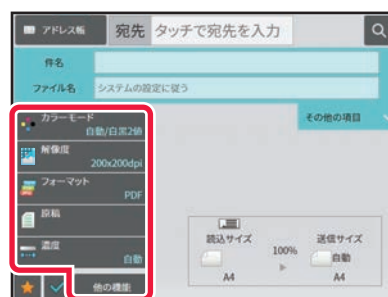 アドレス帳 宛先 タッチで宛先を入力
件名
ファイル名 システムの設定に従う
カラーモード
自動/白黒2値
その他の項目
解像度
200x200dpi
フォーマット
PDF
原稿
濃度
自動
他の機能
読込サイズ 100% 送信サイズ
自動
A4 A4